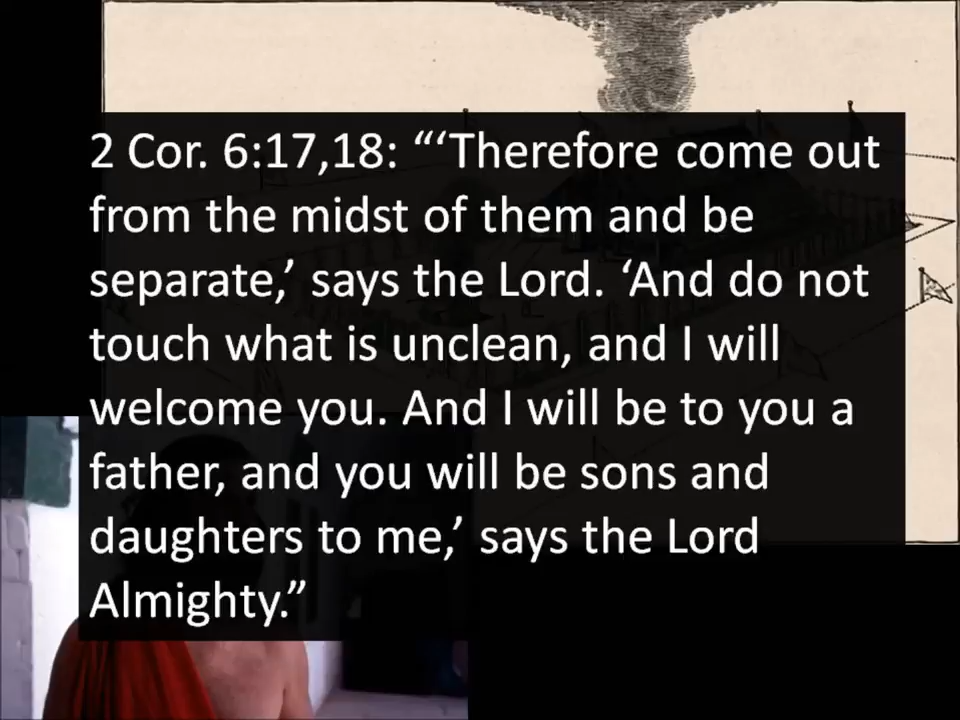 2 Cor. 6:17,18: “‘Therefore come out
from the midst of them and be
separate,’ says the Lord. ‘And do not
touch what is unclean, and I will
welcome you. And I will be to you a
father, and you will be sons and
daughters to me,’ says the Lord
Almighty.”